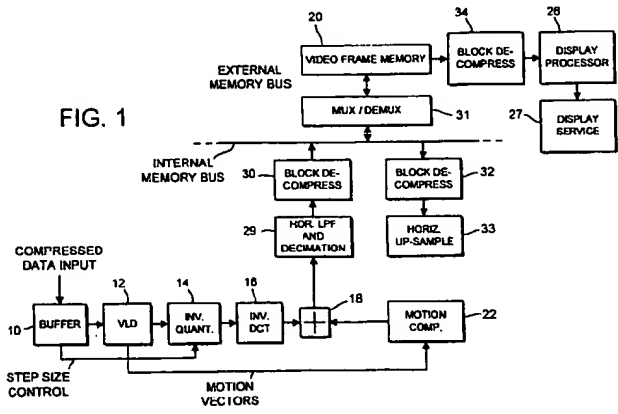 34
26
20
VIDEO FRAME MEMORY
BLOCK DE-
COMPRESS
DISPLAY
PROCESSOR
EXTERNAL
MEMORY BUS
FIG. 1
MUX / DEMUX
31
27
DISPLAY
SERVICE
INTERNAL
MEMORY BUS
30
BLOCK DE-
COMPRESS
BLOCK DE-
COMPRESS
32
29
HOR. LPF
AND
DECIMATION
HORIZ.
UP-SAMPLE
33
COMPRESSED
DATA INPUT
12
14
16
18
10
BUFFER
VLD
INV.
QUANT.
INV.
DCT
MOTION
COMP.
22
STEP SIZE
CONTROL
MOTION
VECTORS